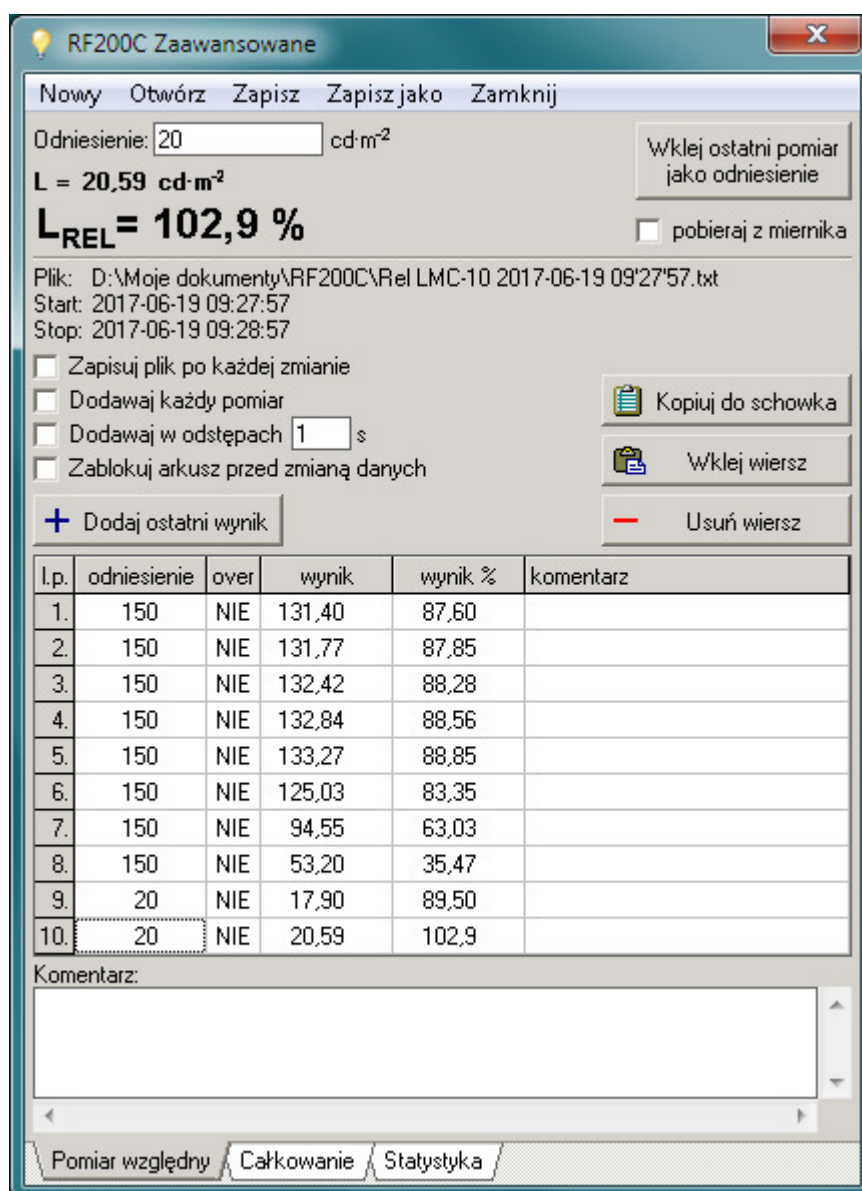 RF200C Zaawansowane
Nowy Otwórz Zapisz Zapisz jako Zamknij
Odniesienie: 20 cd·m⁻²
Wklej ostatni pomiar
jako odniesienie
L = 20,59 cd·m⁻²
L_REL = 102,9 %
pobieraj z miernika
Plik: D:\Moje dokumenty\RF200C\Rel LMC-10 2017-06-19 09'27'57.txt
Start: 2017-06-19 09:27:57
Stop: 2017-06-19 09:28:57
Zapisuj plik po każdej zmianie
Dodawaj każdy pomiar
Kopiuj do schowka
Dodawaj w odstępach 1 s
Zablokuj arkusz przed zmianą danych
Wklej wiersz
Dodaj ostatni wynik
Usuń wiersz
l.p. odniesienie over wynik wynik % komentarz
1. 150 NIE 131,40 87,60
2. 150 NIE 131,77 87,85
3. 150 NIE 132,42 88,28
4. 150 NIE 132,84 88,56
5. 150 NIE 133,27 88,85
6. 150 NIE 125,03 83,35
7. 150 NIE 94,55 63,03
8. 150 NIE 53,20 35,47
9. 20 NIE 17,90 89,50
10. 20 NIE 20,59 102,9
Komentarz:
Pomiar względny Całkowanie Statystyka